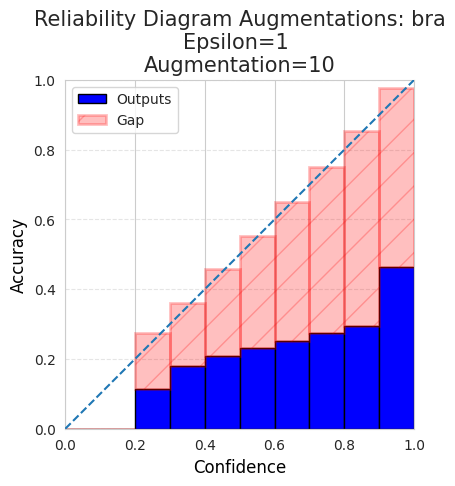 Reliability Diagram Augmentations: bra
Epsilon=1
Augmentation=10
1.0
0.8
0.6
0.4
0.2
0.0
Accuracy
Outputs
Gap
0.0 0.2 0.4 0.6 0.8 1.0
Confidence